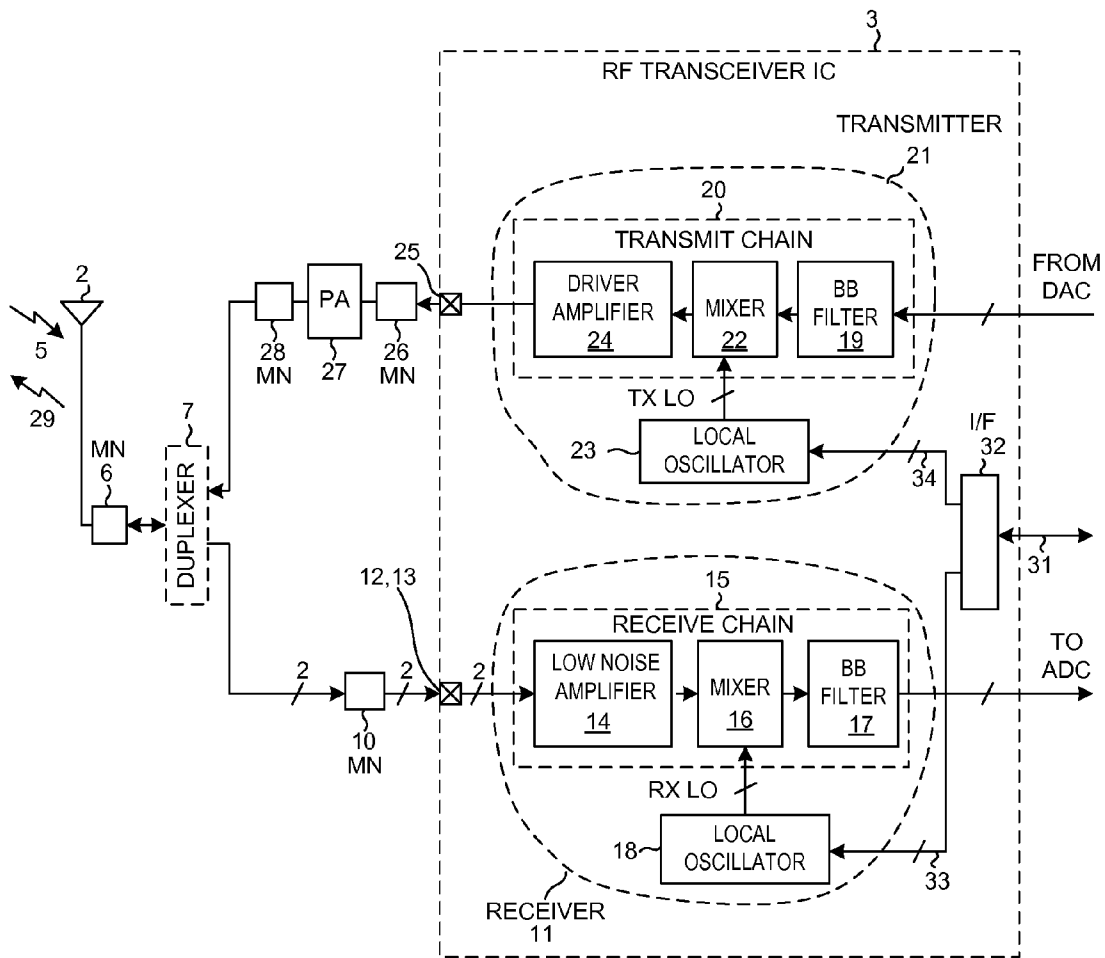 3
RF TRANSCEIVER IC
TRANSMITTER
21
20
TRANSMIT CHAIN
DRIVER
AMPLIFIER
24
MIXER
22
BB
FILTER
19
FROM
DAC
25
PA
27
26
MN
28
MN
2
5
29
7
DUPLEXER
MN
6
TX LO
23
LOCAL
OSCILLATOR
34
I/F
32
31
12,13
15
RECEIVE CHAIN
LOW NOISE
AMPLIFIER
14
MIXER
16
BB
FILTER
17
TO
ADC
2
2
2
10
MN
RX LO
18
LOCAL
OSCILLATOR
33
RECEIVER
11